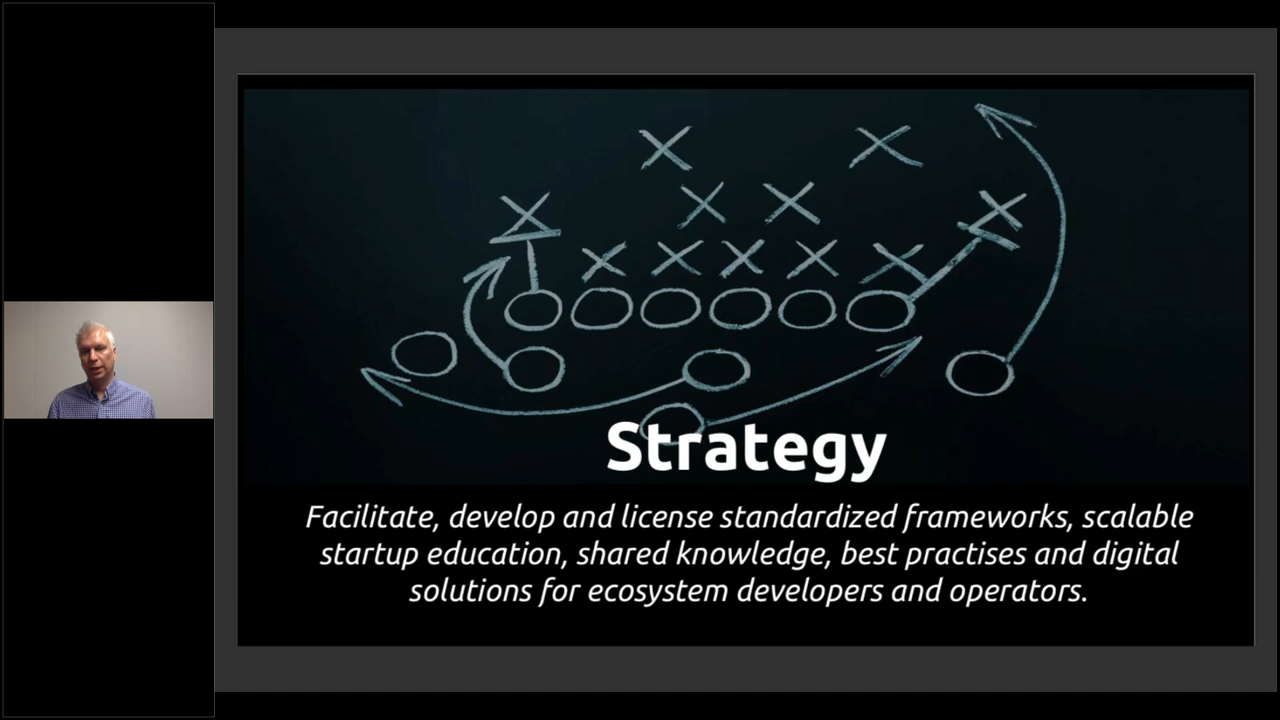 Strategy
Facilitate, develop and license standardized frameworks, scalable
startup education, shared knowledge, best practises and digital
solutions for ecosystem developers and operators.